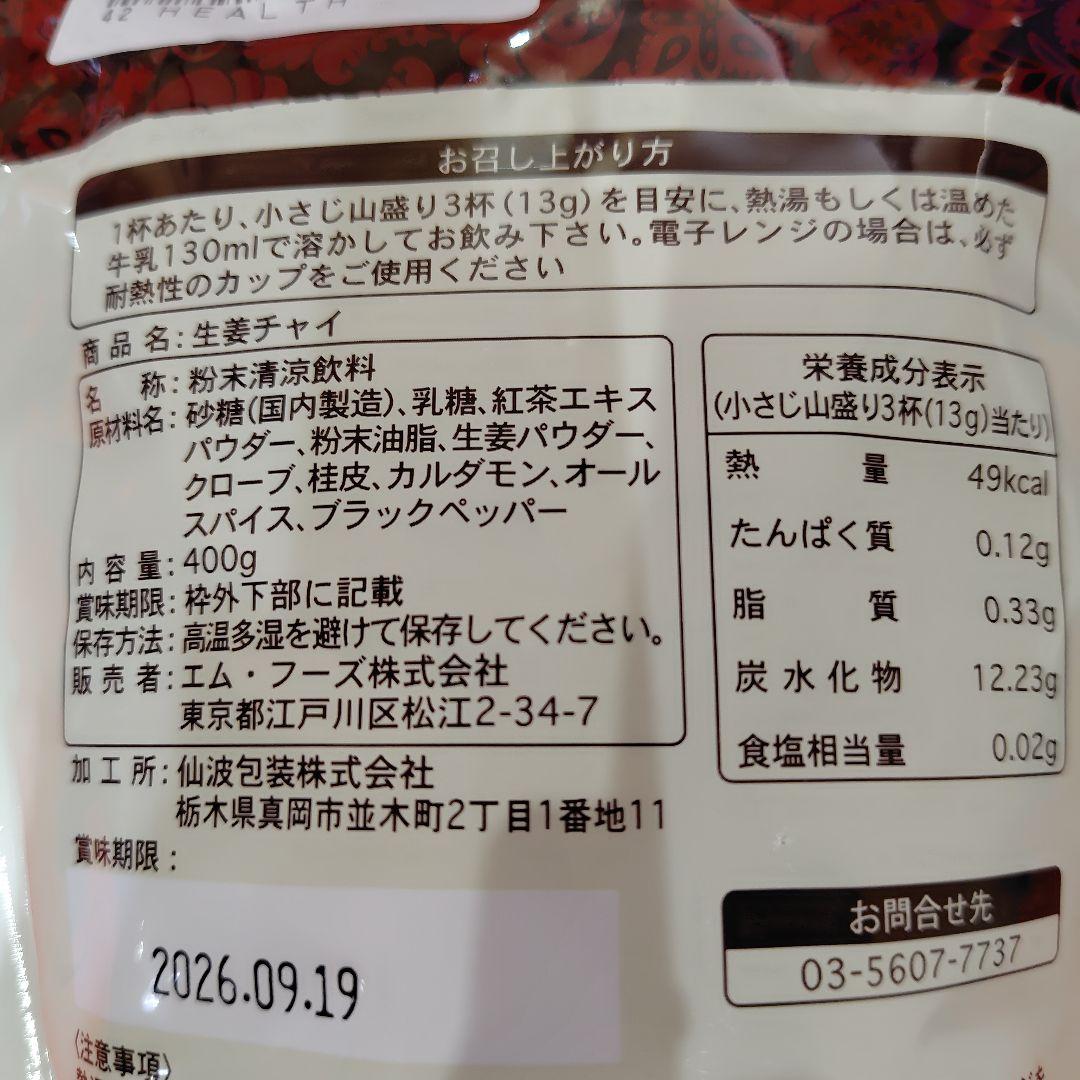 42 HEALTH
お召し上がり方
1杯あたり、小さじ山盛り3杯(13g)を目安に、熱湯もしくは温めた
牛乳130mlで溶かしてお飲み下さい。電子レンジの場合は、必ず
耐熱性のカップをご使用ください
商品名:生姜チャイ
名称:粉末清涼飲料
原材料名:砂糖(国内製造)、乳糖、紅茶エキス
パウダー、粉末油脂、生姜パウダー、
クローブ、桂皮、カルダモン、オール
スパイス、ブラックペッパー
内容量:400g
賞味期限:枠外下部に記載
保存方法:高温多湿を避けて保存してください。
販売者:エム・フーズ株式会社
東京都江戸川区松江2-34-7
加工所:仙波包装株式会社
栃木県真岡市並木町2丁目1番地11
賞味期限:
2026.09.19
〈注意事項〉
栄養成分表示
(小さじ山盛り3杯(13g)当たり)
熱量 49kcal
たんぱく質 0.12g
脂質 0.33g
炭水化物 12.23g
食塩相当量 0.02g
お問合せ先
03-5607-7737